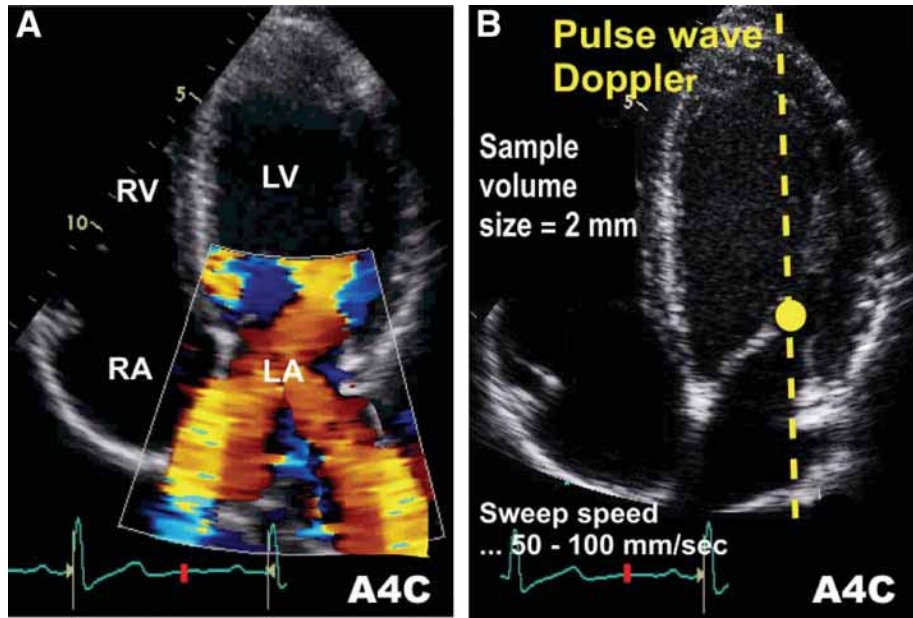 A
5
10
RV
LV
RA
LA
A4C
B
Pulse wave
Doppler
5
Sample
volume
size = 2 mm
Sweep speed
... 50 - 100 mm/sec
A4C